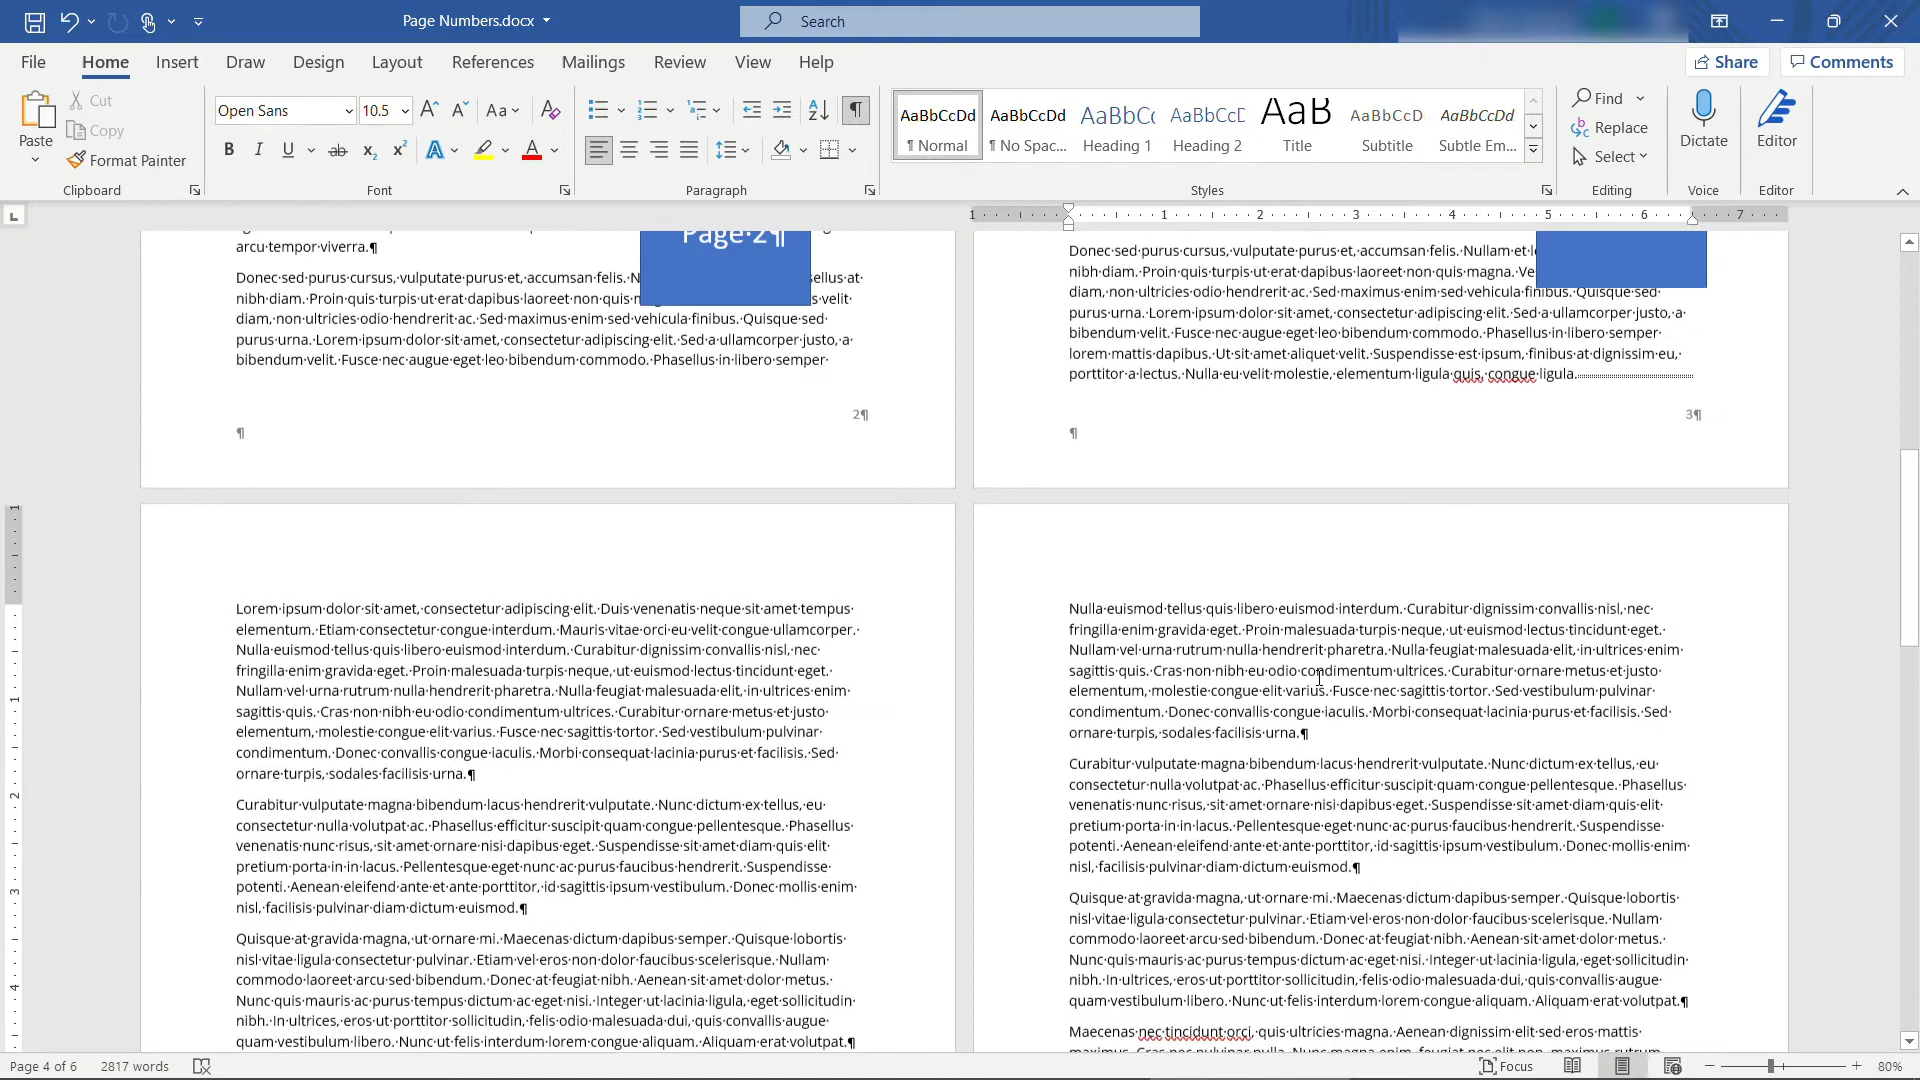 Page Numbers.docx
Search
File Home Insert Draw Design Layout References Mailings Review View Help
Share Comments
Paste
Cut
Copy
Format Painter
Clipboard
Open Sans 10.5
Font
Paragraph
AaBbCcDd AaBbCcDd AaBbC AaBbCcD AaB AaBbCcD AaBbCcDd
¶ Normal ¶ No Spac... Heading 1 Heading 2 Title Subtitle Subtle Em...
Styles
Find
Replace
Select
Editing
Dictate
Voice
Editor
Editor
1 1 2 3 4 5 6 7
arcu·tempor·viverra.¶
Page·2¶
Donec·sed·purus·cursus,·vulputate·purus·et,·accumsan·felis.·N sellus·at·
nibh·diam.·Proin·quis·turpis·ut·erat·dapibus·laoreet·non·quis·m s·velit·
diam,·non·ultricies·odio·hendrerit·ac.·Sed·maximus·enim·sed·vehicula·finibus.·Quisque·sed·
purus·urna.·Lorem·ipsum·dolor·sit·amet,·consectetur·adipiscing·elit.·Sed·a·ullamcorper·justo,·a·
bibendum·velit.·Fusce·nec·augue·eget·leo·bibendum·commodo.·Phasellus·in·libero·semper·
2¶
¶
Donec·sed·purus·cursus,·vulputate·purus·et,·accumsan·felis.·Nullam·et·l
nibh·diam.·Proin·quis·turpis·ut·erat·dapibus·laoreet·non·quis·magna.·Ve
diam,·non·ultricies·odio·hendrerit·ac.·Sed·maximus·enim·sed·vehicula·finibus.·Quisque·sed·
purus·urna.·Lorem·ipsum·dolor·sit·amet,·consectetur·adipiscing·elit.·Sed·a·ullamcorper·justo,·a·
bibendum·velit.·Fusce·nec·augue·eget·leo·bibendum·commodo.·Phasellus·in·libero·semper·
lorem·mattis·dapibus.·Ut·sit·amet·aliquet·velit.·Suspendisse·est·ipsum,·finibus·at·dignissim·eu,·
porttitor·a·lectus.·Nulla·eu·velit·molestie,·elementum·ligula·quis,·congue·ligula.
3¶
¶
Lorem·ipsum·dolor·sit·amet,·consectetur·adipiscing·elit.·Duis·venenatis·neque·sit·amet·tempus·
elementum.·Etiam·consectetur·congue·interdum.·Mauris·vitae·orci·eu·velit·congue·ullamcorper.·
Nulla·euismod·tellus·quis·libero·euismod·interdum.·Curabitur·dignissim·convallis·nisl,·nec·
fringilla·enim·gravida·eget.·Proin·malesuada·turpis·neque,·ut·euismod·lectus·tincidunt·eget.·
Nullam·vel·urna·rutrum·nulla·hendrerit·pharetra.·Nulla·feugiat·malesuada·elit,·in·ultrices·enim·
sagittis·quis.·Cras·non·nibh·eu·odio·condimentum·ultrices.·Curabitur·ornare·metus·et·justo·
elementum,·molestie·congue·elit·varius.·Fusce·nec·sagittis·tortor.·Sed·vestibulum·pulvinar·
condimentum.·Donec·convallis·congue·iaculis.·Morbi·consequat·lacinia·purus·et·facilisis.·Sed·
ornare·turpis,·sodales·facilisis·urna.¶
Curabitur·vulputate·magna·bibendum·lacus·hendrerit·vulputate.·Nunc·dictum·ex·tellus,·eu·
consectetur·nulla·volutpat·ac.·Phasellus·efficitur·suscipit·quam·congue·pellentesque.·Phasellus·
venenatis·nunc·risus,·sit·amet·ornare·nisi·dapibus·eget.·Suspendisse·sit·amet·diam·quis·elit·
pretium·porta·in·in·lacus.·Pellentesque·eget·nunc·ac·purus·faucibus·hendrerit.·Suspendisse·
potenti.·Aenean·eleifend·ante·et·ante·porttitor,·id·sagittis·ipsum·vestibulum.·Donec·mollis·enim·
nisl,·facilisis·pulvinar·diam·dictum·euismod.¶
Quisque·at·gravida·magna,·ut·ornare·mi.·Maecenas·dictum·dapibus·semper.·Quisque·lobortis·
nisl·vitae·ligula·consectetur·pulvinar.·Etiam·vel·eros·non·dolor·faucibus·scelerisque.·Nullam·
commodo·laoreet·arcu·sed·bibendum.·Donec·at·feugiat·nibh.·Aenean·sit·amet·dolor·metus.·
Nunc·quis·mauris·ac·purus·tempus·dictum·ac·eget·nisi.·Integer·ut·lacinia·ligula,·eget·sollicitudin·
nibh.·In·ultrices,·eros·ut·porttitor·sollicitudin,·felis·odio·malesuada·dui,·quis·convallis·augue·
quam·vestibulum·libero.·Nunc·ut·felis·interdum·lorem·congue·aliquam.·Aliquam·erat·volutpat.¶
Nulla·euismod·tellus·quis·libero·euismod·interdum.·Curabitur·dignissim·convallis·nisl,·nec·
fringilla·enim·gravida·eget.·Proin·malesuada·turpis·neque,·ut·euismod·lectus·tincidunt·eget.·
Nullam·vel·urna·rutrum·nulla·hendrerit·pharetra.·Nulla·feugiat·malesuada·elit,·in·ultrices·enim·
sagittis·quis.·Cras·non·nibh·eu·odio·condimentum·ultrices.·Curabitur·ornare·metus·et·justo·
elementum,·molestie·congue·elit·varius.·Fusce·nec·sagittis·tortor.·Sed·vestibulum·pulvinar·
condimentum.·Donec·convallis·congue·iaculis.·Morbi·consequat·lacinia·purus·et·facilisis.·Sed·
ornare·turpis,·sodales·facilisis·urna.¶
Curabitur·vulputate·magna·bibendum·lacus·hendrerit·vulputate.·Nunc·dictum·ex·tellus,·eu·
consectetur·nulla·volutpat·ac.·Phasellus·efficitur·suscipit·quam·congue·pellentesque.·Phasellus·
venenatis·nunc·risus,·sit·amet·ornare·nisi·dapibus·eget.·Suspendisse·sit·amet·diam·quis·elit·
pretium·porta·in·in·lacus.·Pellentesque·eget·nunc·ac·purus·faucibus·hendrerit.·Suspendisse·
potenti.·Aenean·eleifend·ante·et·ante·porttitor,·id·sagittis·ipsum·vestibulum.·Donec·mollis·enim·
nisl,·facilisis·pulvinar·diam·dictum·euismod.¶
Quisque·at·gravida·magna,·ut·ornare·mi.·Maecenas·dictum·dapibus·semper.·Quisque·lobortis·
nisl·vitae·ligula·consectetur·pulvinar.·Etiam·vel·eros·non·dolor·faucibus·scelerisque.·Nullam·
commodo·laoreet·arcu·sed·bibendum.·Donec·at·feugiat·nibh.·Aenean·sit·amet·dolor·metus.·
Nunc·quis·mauris·ac·purus·tempus·dictum·ac·eget·nisi.·Integer·ut·lacinia·ligula,·eget·sollicitudin·
nibh.·In·ultrices,·eros·ut·porttitor·sollicitudin,·felis·odio·malesuada·dui,·quis·convallis·augue·
quam·vestibulum·libero.·Nunc·ut·felis·interdum·lorem·congue·aliquam.·Aliquam·erat·volutpat.¶
Maecenas·nec·tincidunt·orci,·quis·ultricies·magna.·Aenean·dignissim·elit·sed·eros·mattis·
Page 4 of 6 2817 words
Focus
80%